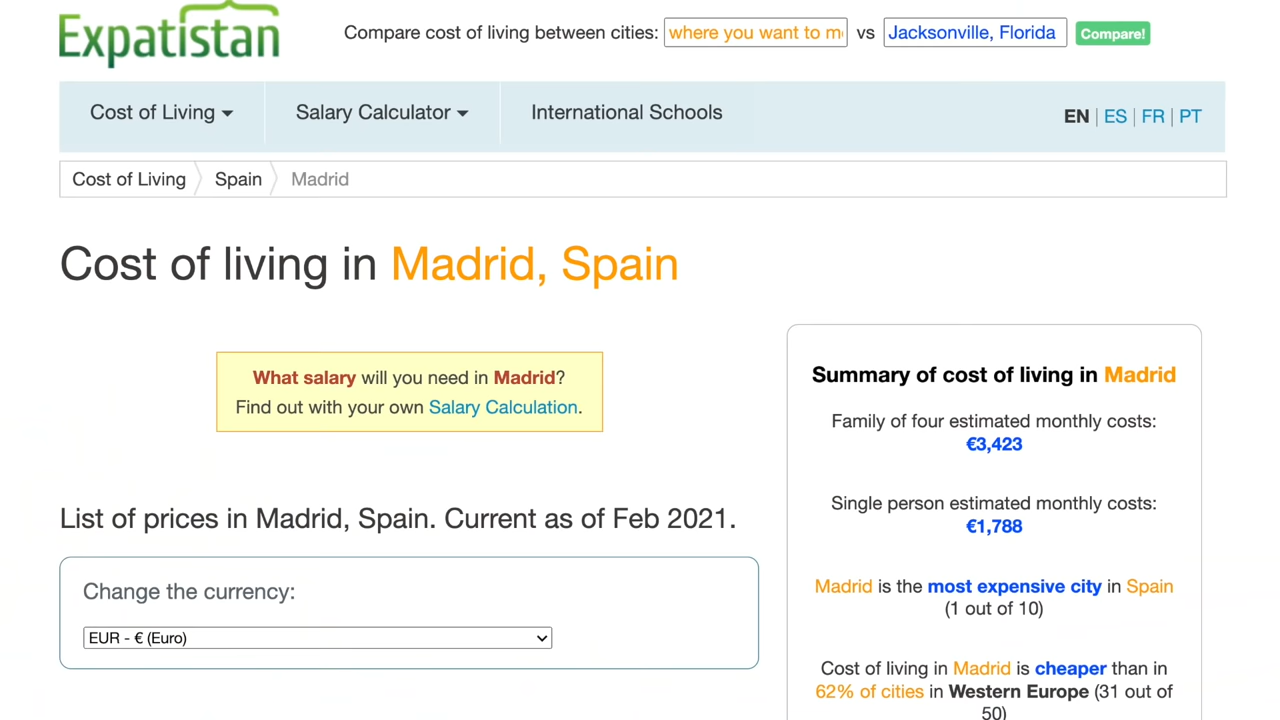 Expatistan
Compare cost of living between cities: where you want to m vs Jacksonville, Florida Compare!
Cost of Living Salary Calculator International Schools
EN | ES | FR | PT
Cost of Living Spain Madrid
Cost of living in Madrid, Spain
What salary will you need in Madrid?
Find out with your own Salary Calculation.
List of prices in Madrid, Spain. Current as of Feb 2021.
Change the currency:
EUR - € (Euro)
Summary of cost of living in Madrid
Family of four estimated monthly costs:
€3,423
Single person estimated monthly costs:
€1,788
Madrid is the most expensive city in Spain
(1 out of 10)
Cost of living in Madrid is cheaper than in
62% of cities in Western Europe (31 out of
50)